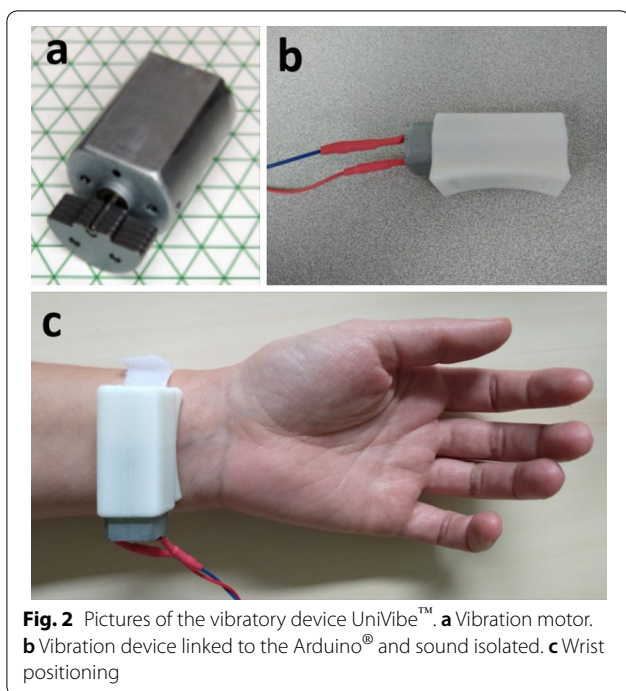 a
b
c
Fig. 2 Pictures of the vibratory device UniVibe™. a Vibration motor.
b Vibration device linked to the Arduino® and sound isolated. c Wrist
positioning